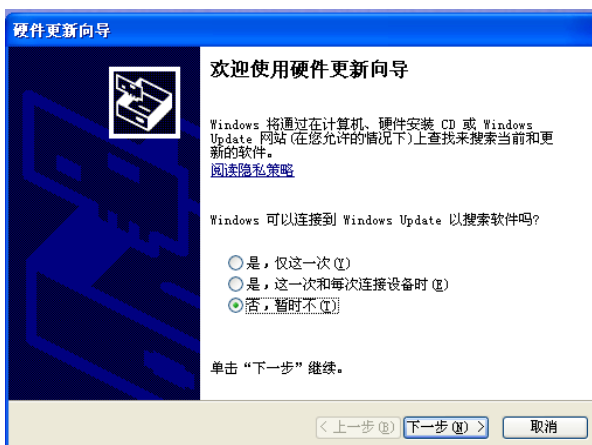 硬件更新向导
欢迎使用硬件更新向导
Windows 将通过在计算机、硬件安装 CD 或 Windows
Update 网站(在您允许的情况下)上查找来搜索当前和更
新的软件。
阅读隐私策略
Windows 可以连接到 Windows Update 以搜索软件吗?
是，仅这一次(Y)
是，这一次和每次连接设备时(E)
否，暂时不(T)
单击“下一步”继续。
< 上一步(B) 下一步(N) > 取消